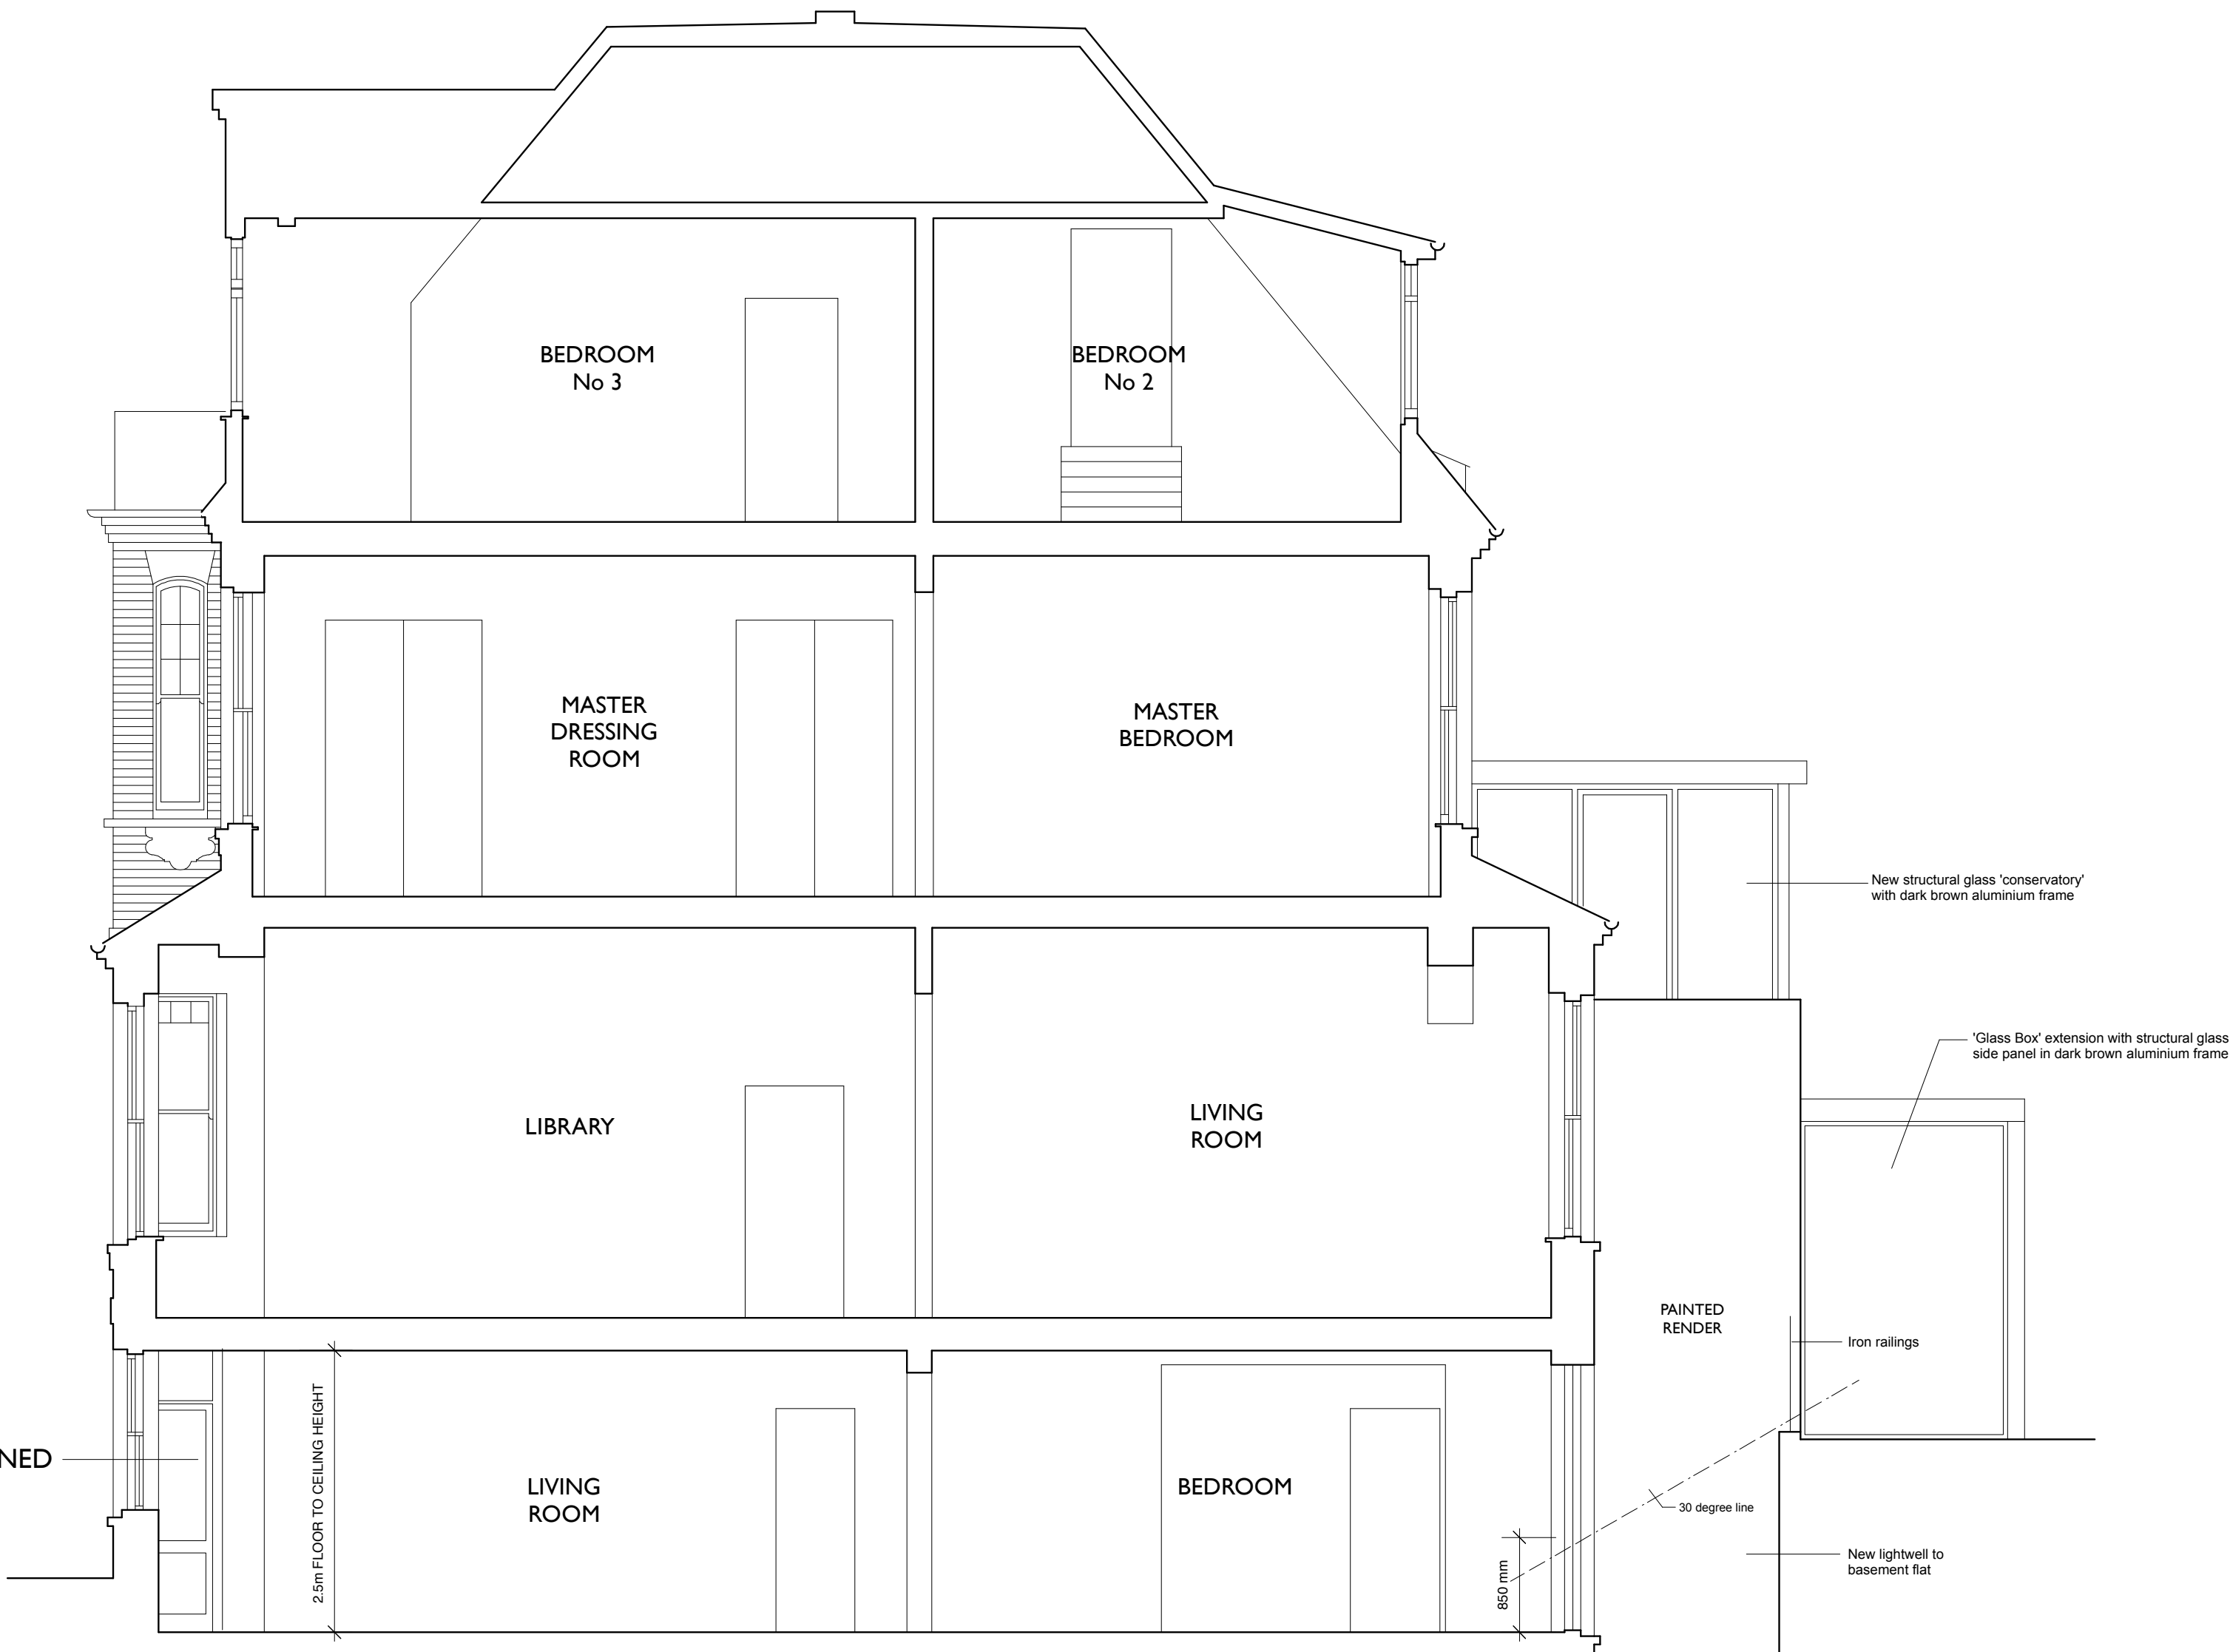 BEDROOM
No 3
BEDROOM
No 2
MASTER
DRESSING
ROOM
MASTER
BEDROOM
New structural glass 'conservatory'
with dark brown aluminium frame
'Glass Box' extension with structural glass
side panel in dark brown aluminium frame
LIBRARY
LIVING
ROOM
PAINTED
RENDER
Iron railings
2.5m FLOOR TO CEILING HEIGHT
NED
LIVING
ROOM
BEDROOM
30 degree line
850 mm
New lightwell to
basement flat